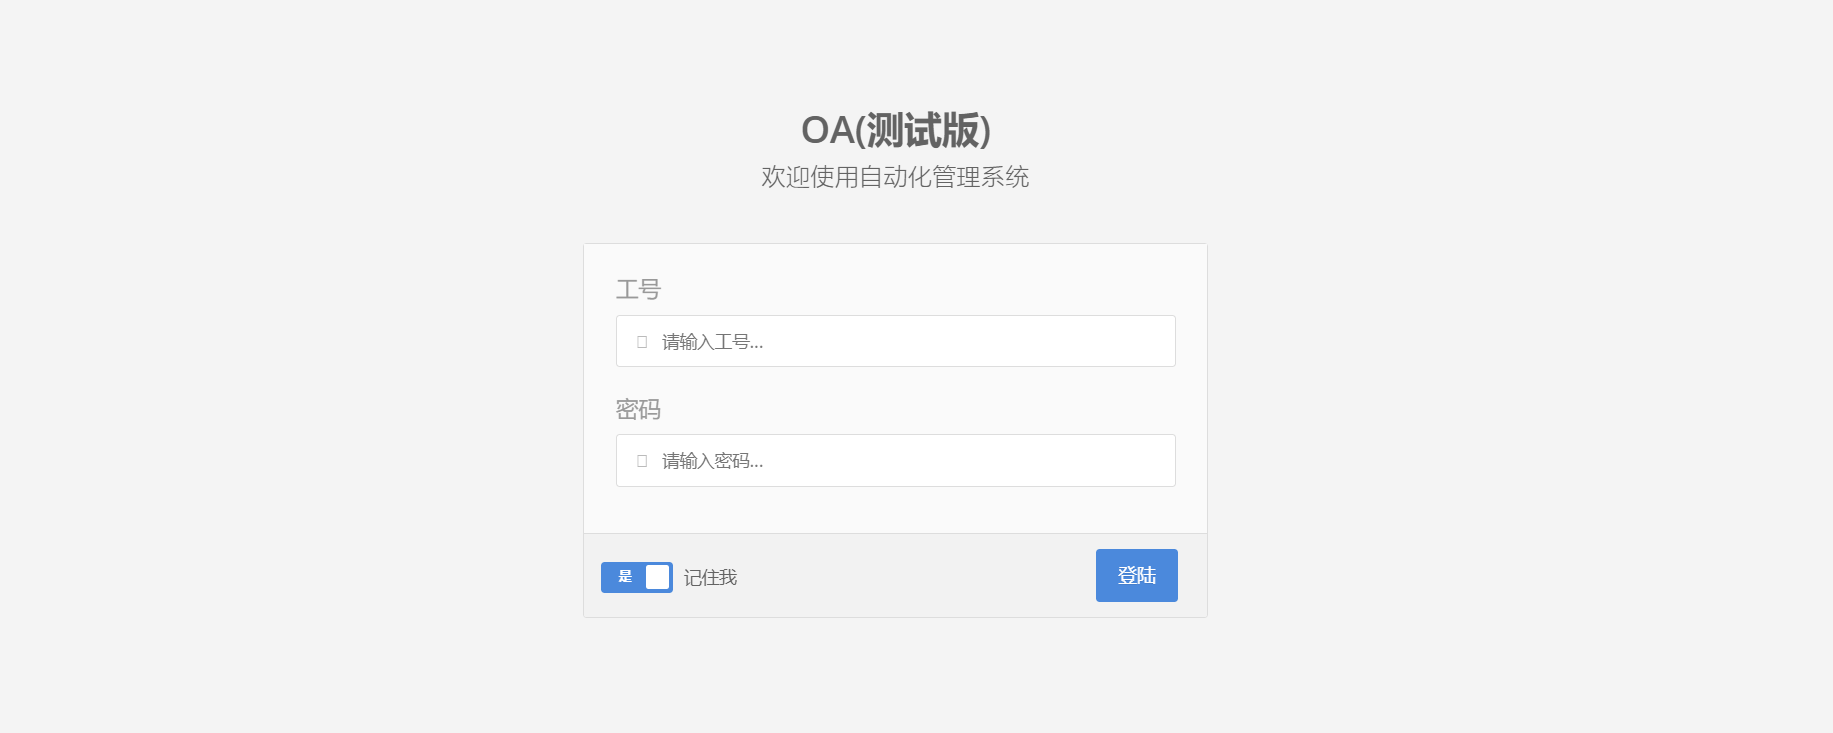 OA(测试版)
欢迎使用自动化管理系统
工号
请输入工号...
密码
请输入密码...
是 记住我 登陆